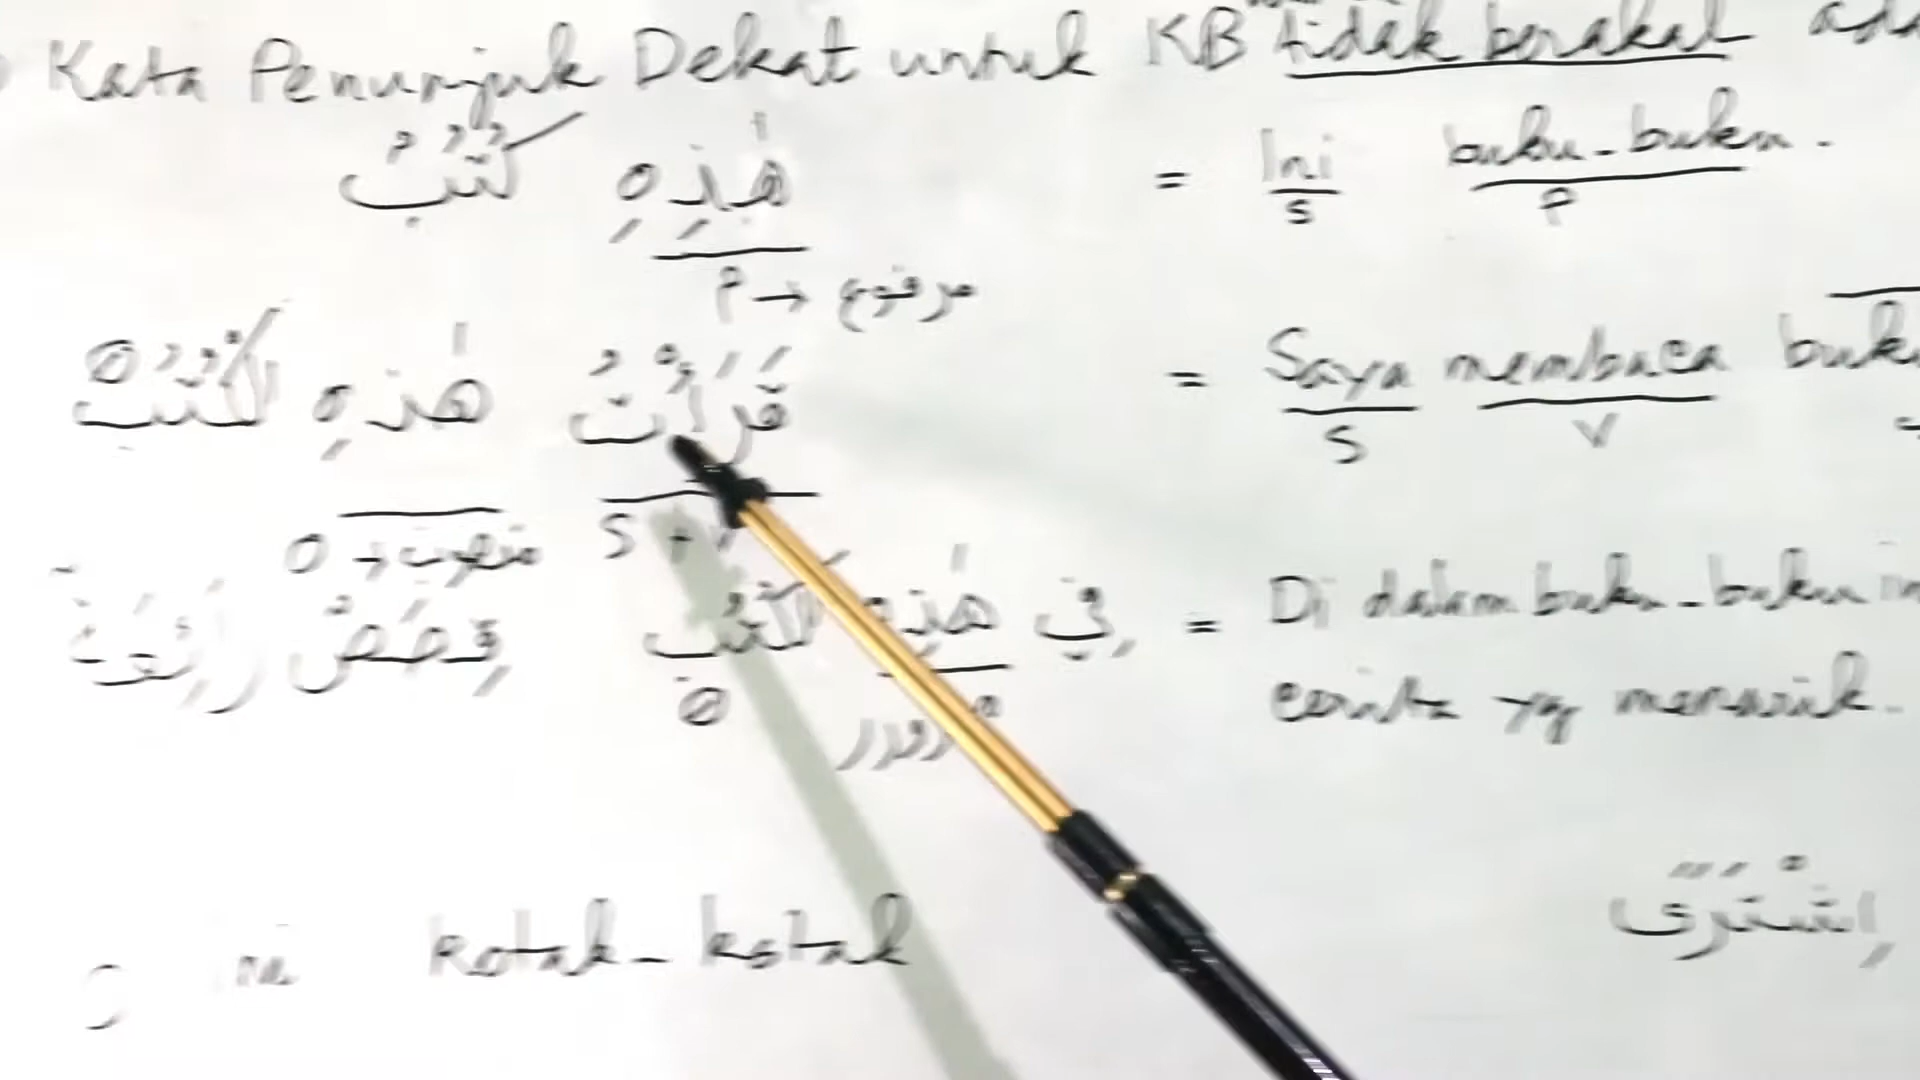 Kata Penunjuk Dekat untuk KB tidak berakal
هٰذِهِ كُتُبٌ = Ini buku-buku.
S P
P → مرفوع
قَرَأْتُ هٰذِهِ الْكُتُبَ = Saya membaca buku
S V
S + V O → منصوب
فِي هٰذِهِ الْكُتُبِ قِصَصٌ رَائِعَةٌ = Di dalam buku-buku
cerita yg menarik.
اِشْتَرَى
kotak-kotak